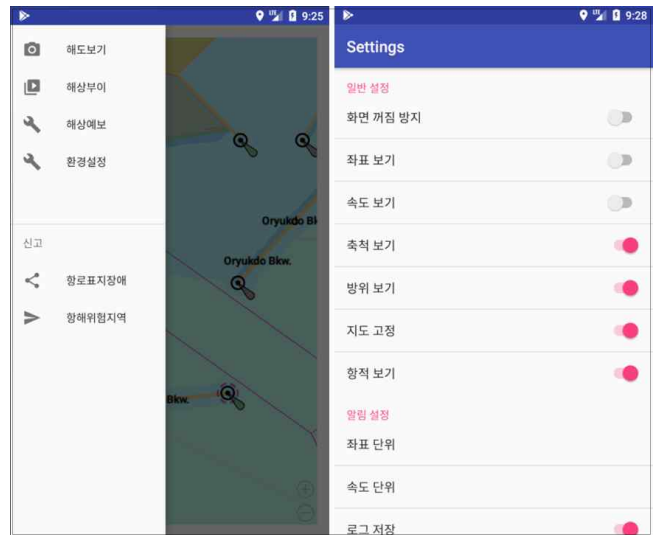 9:25
해도보기
해상부이
해상예보
환경설정
신고
항로표지장애
항해위험지역
Oryukdo Bk
Oryukdo Bkw.
Bkw.
LTE
9:28
Settings
일반 설정
화면 꺼짐 방지
좌표 보기
속도 보기
축척 보기
방위 보기
지도 고정
항적 보기
알림 설정
좌표 단위
속도 단위
로그 저장